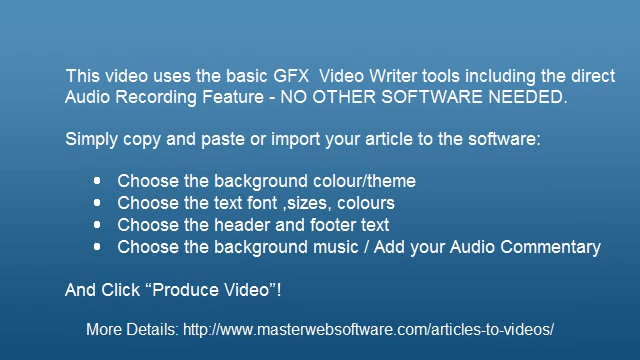 This video uses the basic GFX  Video Writer tools including the direct
Audio Recording Feature - NO OTHER SOFTWARE NEEDED.
Simply copy and paste or import your article to the software:
• Choose the background colour/theme
• Choose the text font ,sizes, colours
• Choose the header and footer text
• Choose the background music / Add your Audio Commentary
And Click “Produce Video”!
More Details: http://www.masterwebsoftware.com/articles-to-videos/